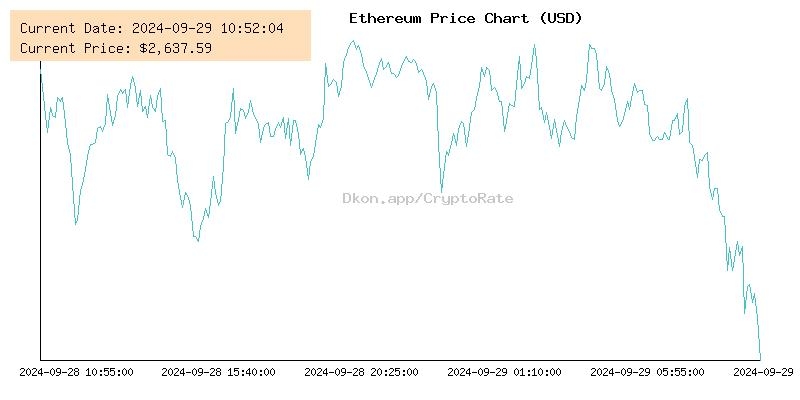 Ethereum Price Chart (USD)
Current Date: 2024-09-29 10:52:04
Current Price: $2,637.59
Dkon.app/CryptoRate
2024-09-28 10:55:00 2024-09-28 15:40:00 2024-09-28 20:25:00 2024-09-29 01:10:00 2024-09-29 05:55:00 2024-09-29